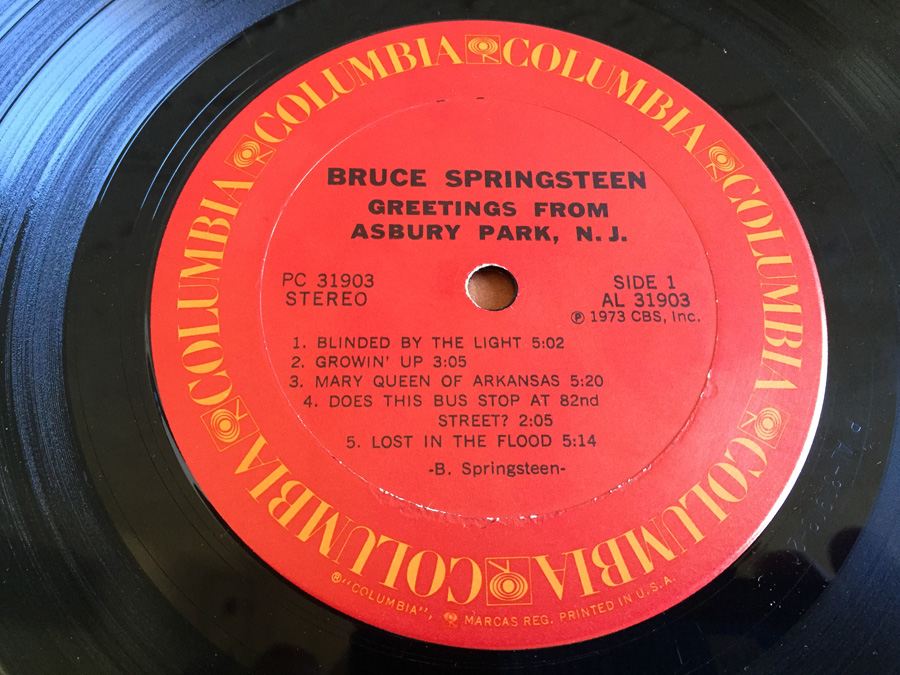 COLUMBIA COLUMBIA COLUMBIA COLUMBIA COLUMBIA COLUMBIA
BRUCE SPRINGSTEEN
GREETINGS FROM
ASBURY PARK, N.J.
PC 31903
STEREO
SIDE 1
AL 31903
℗ 1973 CBS, Inc.
1. BLINDED BY THE LIGHT 5:02
2. GROWIN' UP 3:05
3. MARY QUEEN OF ARKANSAS 5:20
4. DOES THIS BUS STOP AT 82nd
STREET? 2:05
5. LOST IN THE FLOOD 5:14
-B. Springsteen-
®"COLUMBIA", MARCAS REG. PRINTED IN U.S.A.